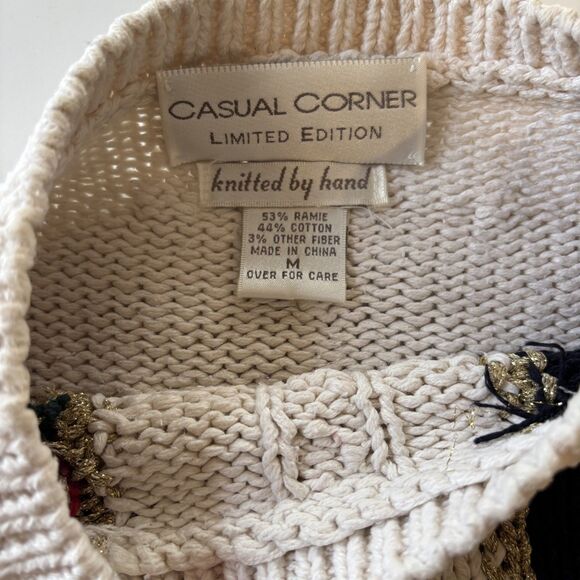 CASUAL CORNER
LIMITED EDITION
knitted by hand
53% RAMIE
44% COTTON
3% OTHER FIBER
MADE IN CHINA
M
OVER FOR CARE